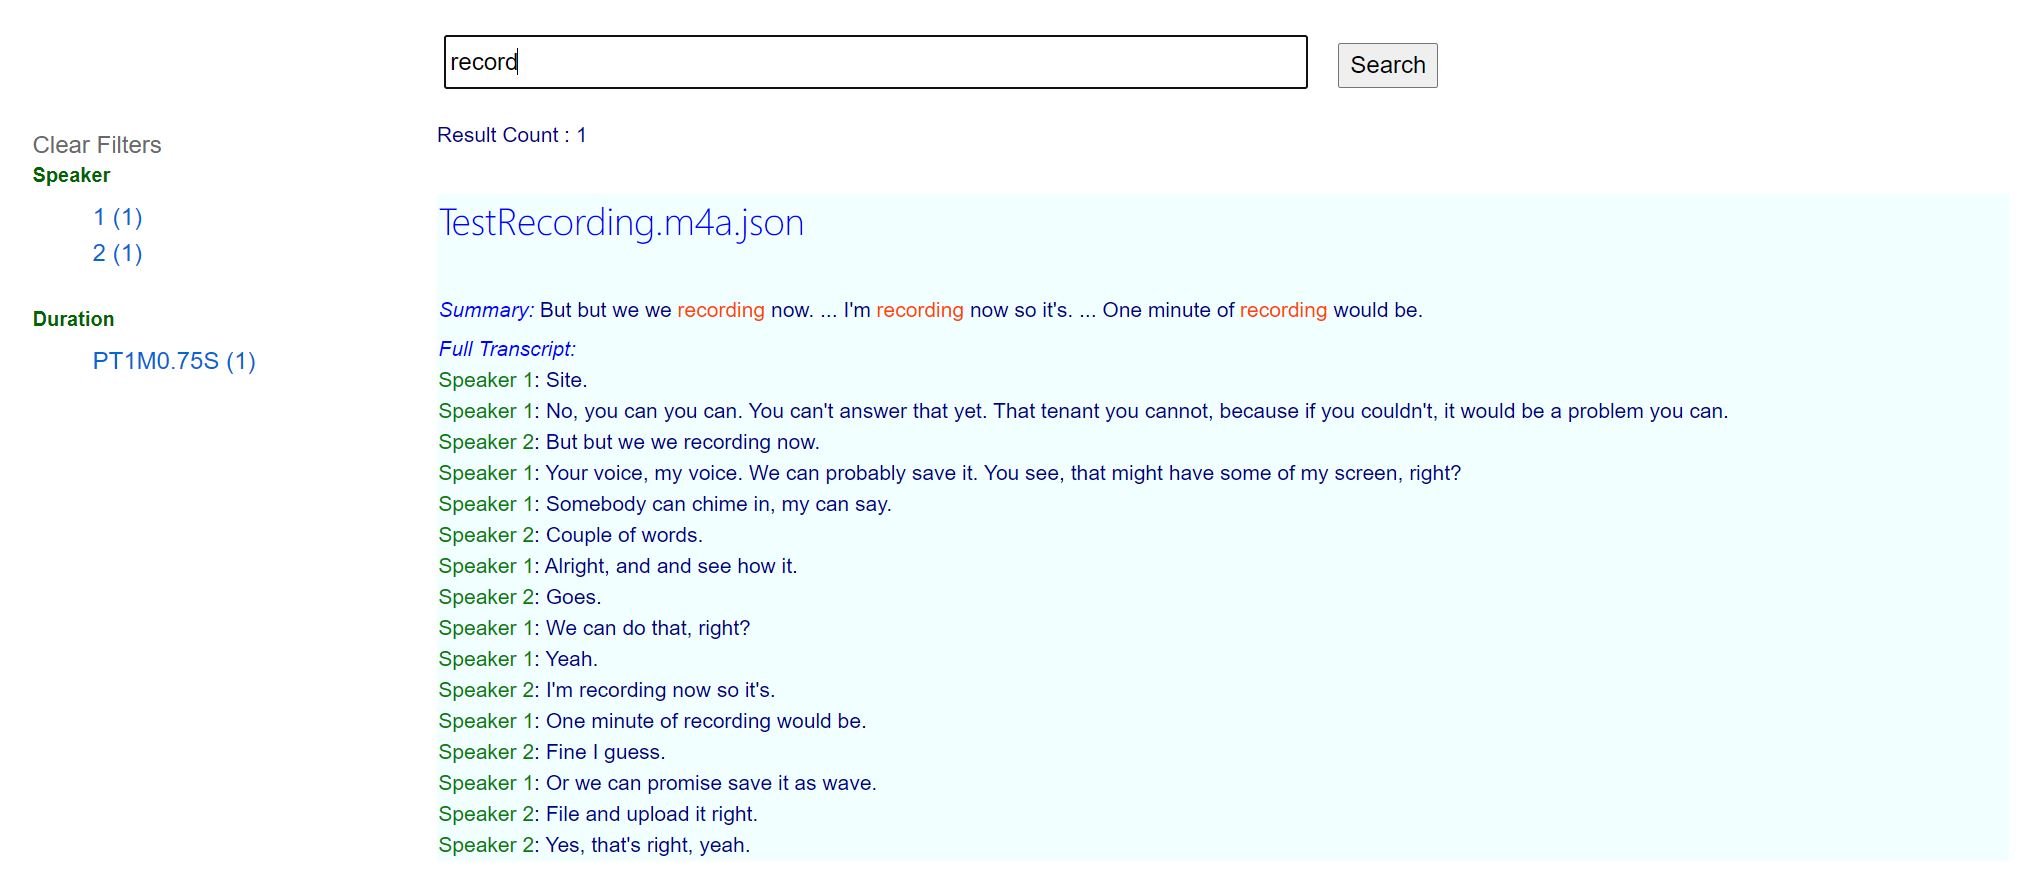 record
Search
Result Count : 1
Clear Filters
Speaker
1 (1)
2 (1)
Duration
PT1M0.75S (1)
TestRecording.m4a.json
Summary: But but we we recording now. ... I'm recording now so it's. ... One minute of recording would be.
Full Transcript:
Speaker 1: Site.
Speaker 1: No, you can you can. You can't answer that yet. That tenant you cannot, because if you couldn't, it would be a problem you can.
Speaker 2: But but we we recording now.
Speaker 1: Your voice, my voice. We can probably save it. You see, that might have some of my screen, right?
Speaker 1: Somebody can chime in, my can say.
Speaker 2: Couple of words.
Speaker 1: Alright, and and see how it.
Speaker 2: Goes.
Speaker 1: We can do that, right?
Speaker 1: Yeah.
Speaker 2: I'm recording now so it's.
Speaker 1: One minute of recording would be.
Speaker 2: Fine I guess.
Speaker 1: Or we can promise save it as wave.
Speaker 2: File and upload it right.
Speaker 2: Yes, that's right, yeah.